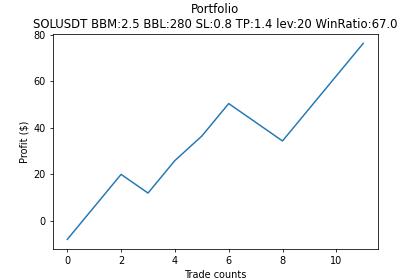 Portfolio
SOLUSDT BBM:2.5 BBL:280 SL:0.8 TP:1.4 lev:20 WinRatio:67.0
80
60
40
20
0
Profit ($)
0 2 4 6 8 10
Trade counts